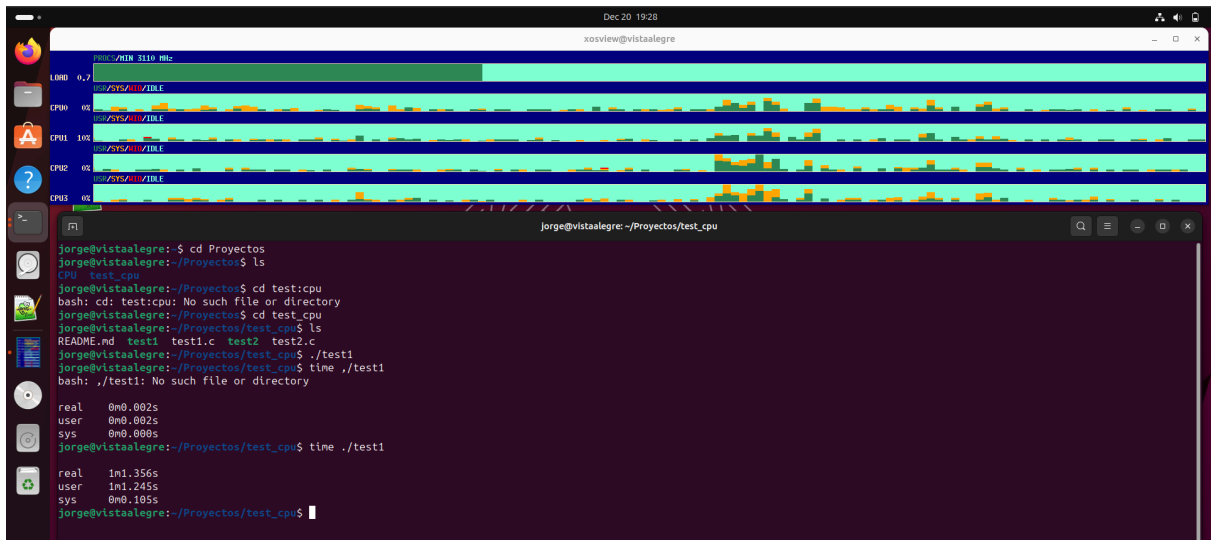 Dec 20 19:28
xosview@vistaalegre
PROCS/MIN 3110 MHz
LOAD 0.7
USR/SYS/WIO/IDLE
CPU0 0%
USR/SYS/WIO/IDLE
CPU1 10%
USR/SYS/WIO/IDLE
CPU2 0%
USR/SYS/WIO/IDLE
CPU3 0%
jorge@vistaalegre: ~/Proyectos/test_cpu
jorge@vistaalegre:~$ cd Proyectos
jorge@vistaalegre:~/Proyectos$ ls
CPU test_cpu
jorge@vistaalegre:~/Proyectos$ cd test:cpu
bash: cd: test:cpu: No such file or directory
jorge@vistaalegre:~/Proyectos$ cd test_cpu
jorge@vistaalegre:~/Proyectos/test_cpu$ ls
README.md test1 test1.c test2 test2.c
jorge@vistaalegre:~/Proyectos/test_cpu$ ./test1
jorge@vistaalegre:~/Proyectos/test_cpu$ time ,/test1
bash: ,/test1: No such file or directory
real 0m0.002s
user 0m0.002s
sys 0m0.000s
jorge@vistaalegre:~/Proyectos/test_cpu$ time ./test1
real 1m1.356s
user 1m1.245s
sys 0m0.105s
jorge@vistaalegre:~/Proyectos/test_cpu$